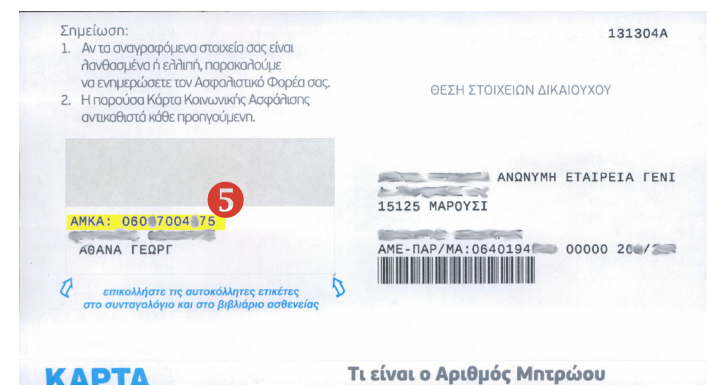 Σημείωση:
1. Αν τα αναγραφόμενα στοιχεία σας είναι
λανθασμένα ή ελλιπή, παρακαλούμε
να ενημερώσετε τον Ασφαλιστικό Φορέα σας.
2. Η παρούσα Κάρτα Κοινωνικής Ασφάλισης
αντικαθιστά κάθε προηγούμενη.
131304A
ΘΕΣΗ ΣΤΟΙΧΕΙΩΝ ΔΙΚΑΙΟΥΧΟΥ
5
ΑΜΚΑ:
ΑΘΑΝΑ ΓΕΩΡΓ
ΑΝΩΝΥΜΗ ΕΤΑΙΡΕΙΑ ΓΕΝΙ
15125 ΜΑΡΟΥΣΙ
ΑΜΕ-ΠΑΡ/ΜΑ:0640194 00000
επικολλήστε τις αυτοκόλλητες ετικέτες
στο συνταγολόγιο και στο βιβλιάριο ασθενείας
ΚΑΡΤΑ
Τι είναι ο Αριθμός Μητρώου